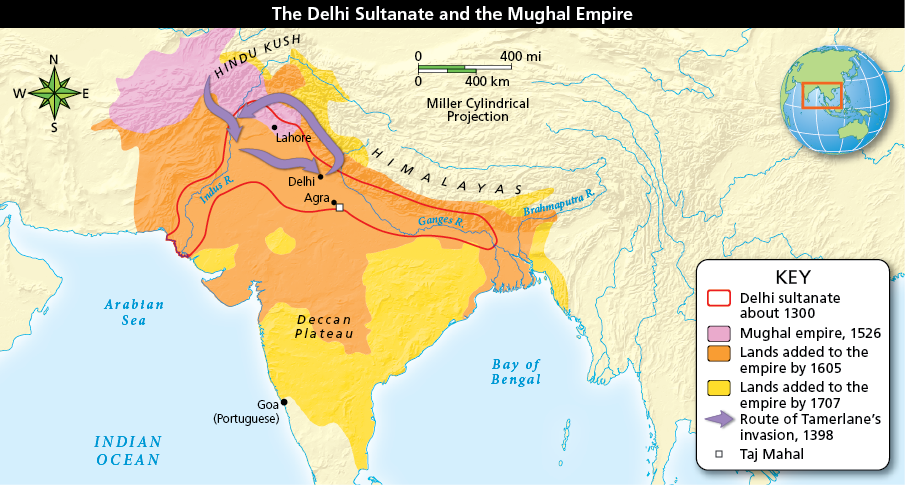 The Delhi Sultanate and the Mughal Empire
N
W
E
S
HINDU KUSH
0 400 mi
0 400 km
Miller Cylindrical
Projection
Lahore
HIMALAYAS
Delhi
Indus R.
Agra
Brahmaputra R.
Ganges R.
Arabian
Sea
Deccan
Plateau
Bay of
Bengal
Goa
(Portuguese)
INDIAN
OCEAN
KEY
Delhi sultanate
about 1300
Mughal empire, 1526
Lands added to the
empire by 1605
Lands added to the
empire by 1707
Route of Tamerlane's
invasion, 1398
Taj Mahal